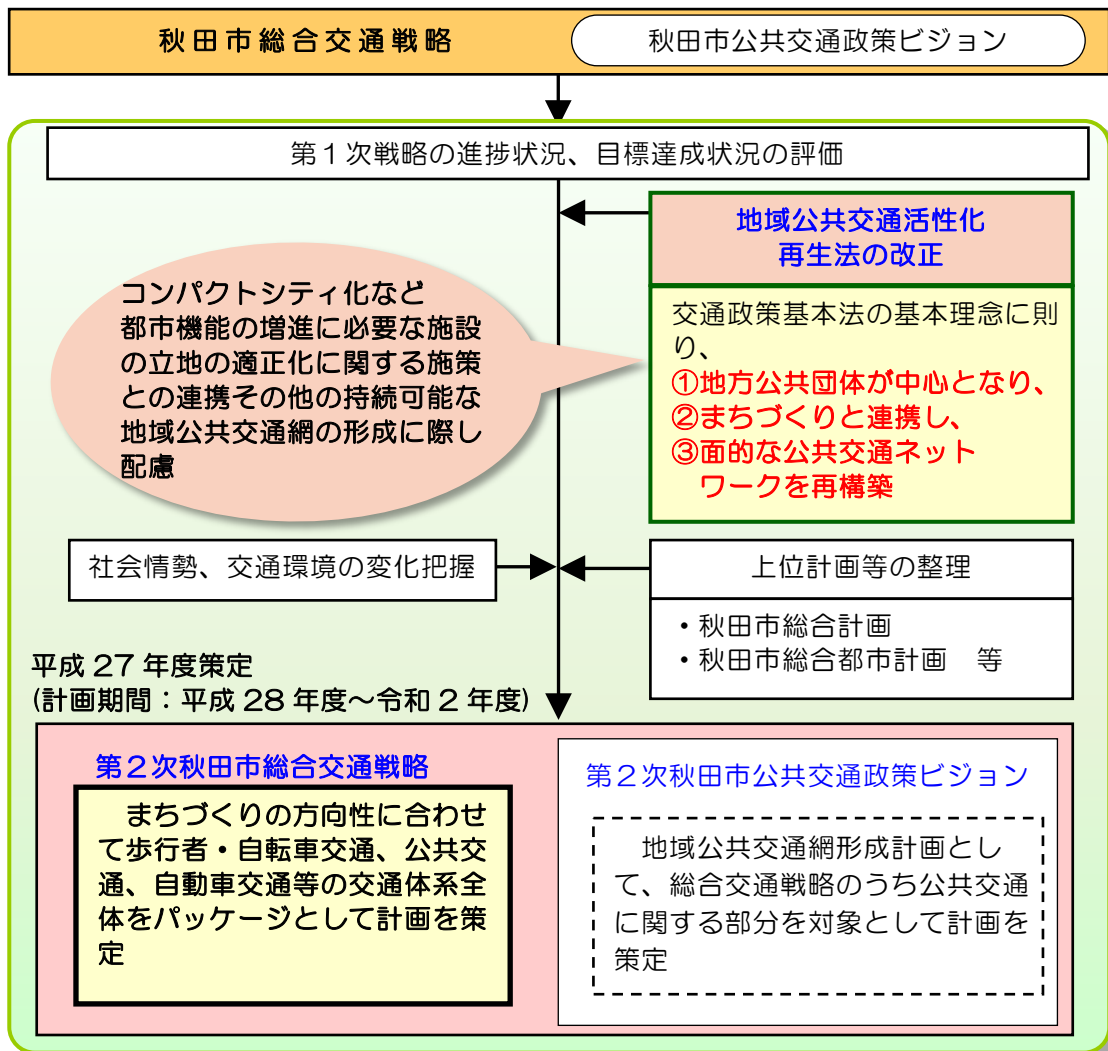 秋田市総合交通戦略
秋田市公共交通政策ビジョン
第1次戦略の進捗状況、目標達成状況の評価
地域公共交通活性化
再生法の改正
交通政策基本法の基本理念に則
り、
①地方公共団体が中心となり、
②まちづくりと連携し、
③面的な公共交通ネット
ワークを再構築
コンパクトシティ化など
都市機能の増進に必要な施設
の立地の適正化に関する施策
との連携その他の持続可能な
地域公共交通網の形成に際し
配慮
社会情勢、交通環境の変化把握
上位計画等の整理
・秋田市総合計画
・秋田市総合都市計画　等
平成 27 年度策定
(計画期間：平成 28 年度～令和 2 年度)
第2次秋田市総合交通戦略
まちづくりの方向性に合わせ
て歩行者・自転車交通、公共交
通、自動車交通等の交通体系全
体をパッケージとして計画を策
定
第2次秋田市公共交通政策ビジョン
地域公共交通網形成計画とし
て、総合交通戦略のうち公共交通
に関する部分を対象として計画を
策定